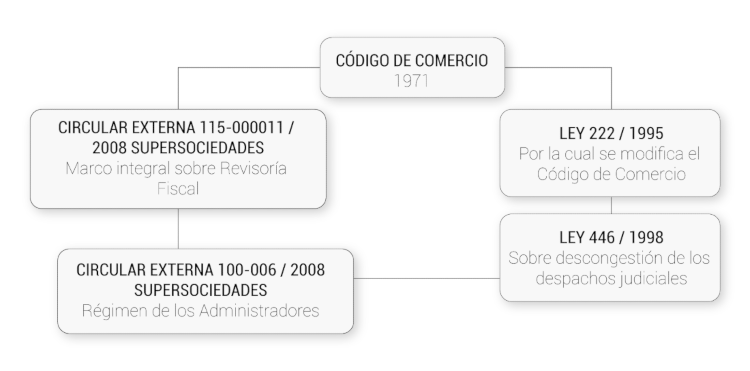 CÓDIGO DE COMERCIO
1971
CIRCULAR EXTERNA 115-000011 /
2008 SUPERSOCIEDADES
Marco integral sobre Revisoría
Fiscal
LEY 222 / 1995
Por la cual se modifica el
Código de Comercio
LEY 446 / 1998
Sobre descongestión de los
despachos judiciales
CIRCULAR EXTERNA 100-006 / 2008
SUPERSOCIEDADES
Régimen de los Administradores